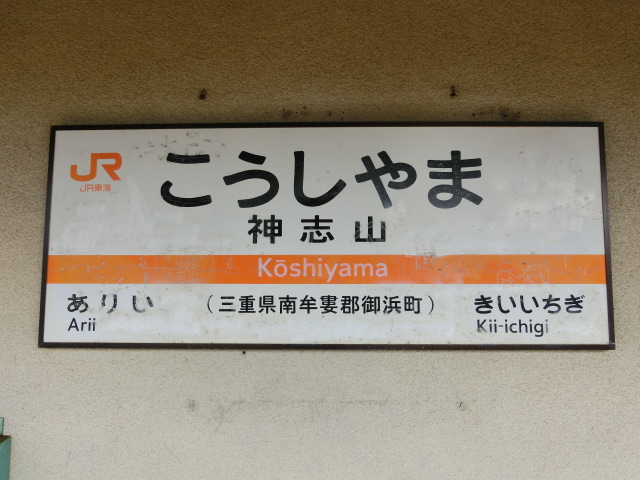 JR
JR東海
こうしやま
神志山
Kōshiyama
ありい
Arii
（三重県南牟婁郡御浜町）
きいいちぎ
Kii-ichigi